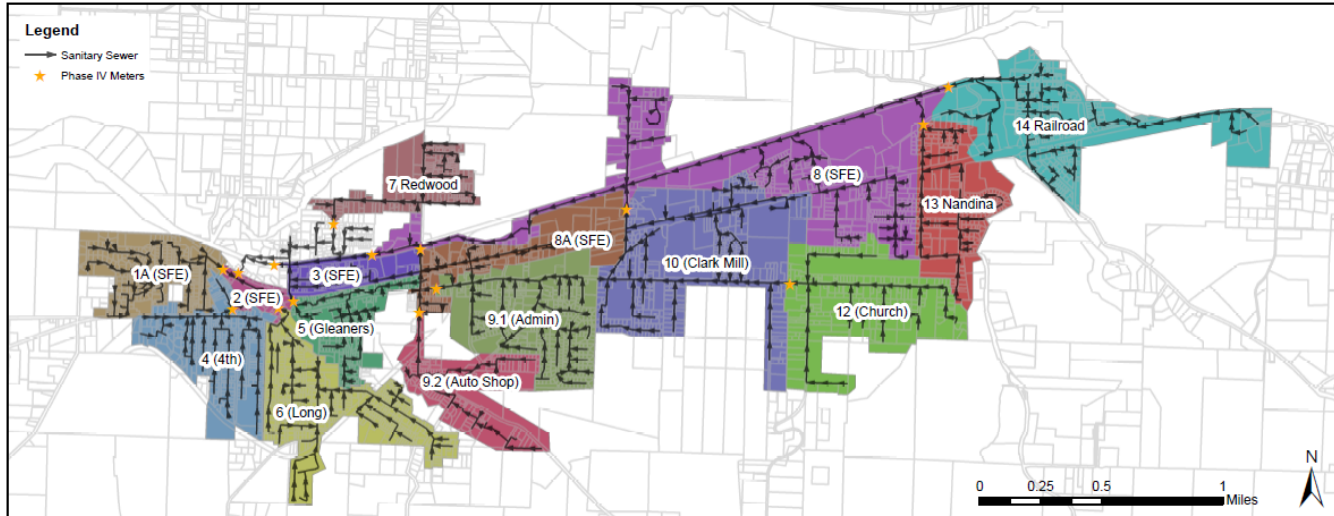 Legend
Sanitary Sewer
Phase IV Meters
14 Railroad
7 Redwood
8 (SFE)
13 Nandina
8A (SFE)
10 (Clark Mill)
1A (SFE)
3 (SFE)
2 (SFE)
12 (Church)
9.1 (Admin)
5 (Gleaners)
4 (4th)
9.2 (Auto Shop)
6 (Long)
N
0 0.25 0.5 1
Miles